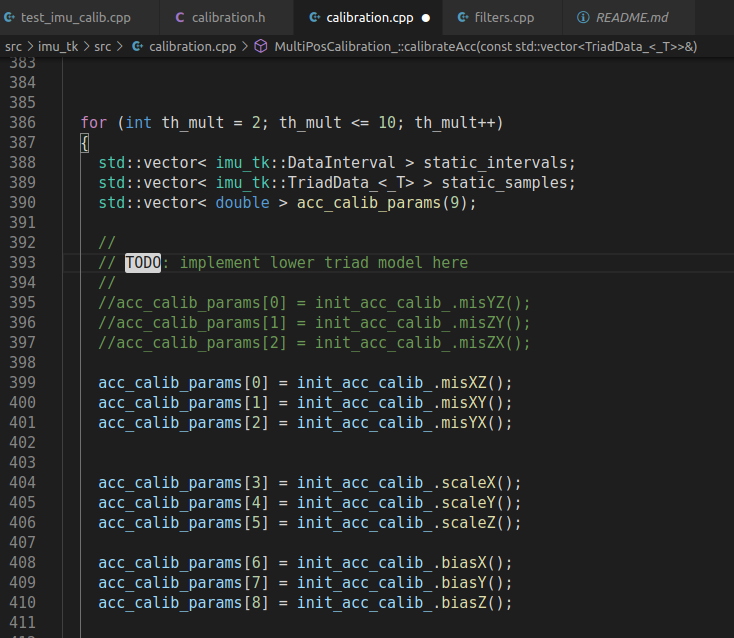 test_imu_calib.cpp C calibration.h calibration.cpp filters.cpp README.md
src > imu_tk > src > calibration.cpp > MultiPosCalibration_::calibrateAcc(const std::vector<TriadData_<_T>>&)
383
384
385
386 for (int th_mult = 2; th_mult <= 10; th_mult++)
387 {
388 std::vector< imu_tk::DataInterval > static_intervals;
389 std::vector< imu_tk::TriadData_<_T> > static_samples;
390 std::vector< double > acc_calib_params(9);
391
392 //
393 // TODO: implement lower triad model here
394 //
395 //acc_calib_params[0] = init_acc_calib_.misYZ();
396 //acc_calib_params[1] = init_acc_calib_.misZY();
397 //acc_calib_params[2] = init_acc_calib_.misZX();
398
399 acc_calib_params[0] = init_acc_calib_.misXZ();
400 acc_calib_params[1] = init_acc_calib_.misXY();
401 acc_calib_params[2] = init_acc_calib_.misYX();
402
403
404 acc_calib_params[3] = init_acc_calib_.scaleX();
405 acc_calib_params[4] = init_acc_calib_.scaleY();
406 acc_calib_params[5] = init_acc_calib_.scaleZ();
407
408 acc_calib_params[6] = init_acc_calib_.biasX();
409 acc_calib_params[7] = init_acc_calib_.biasY();
410 acc_calib_params[8] = init_acc_calib_.biasZ();
411